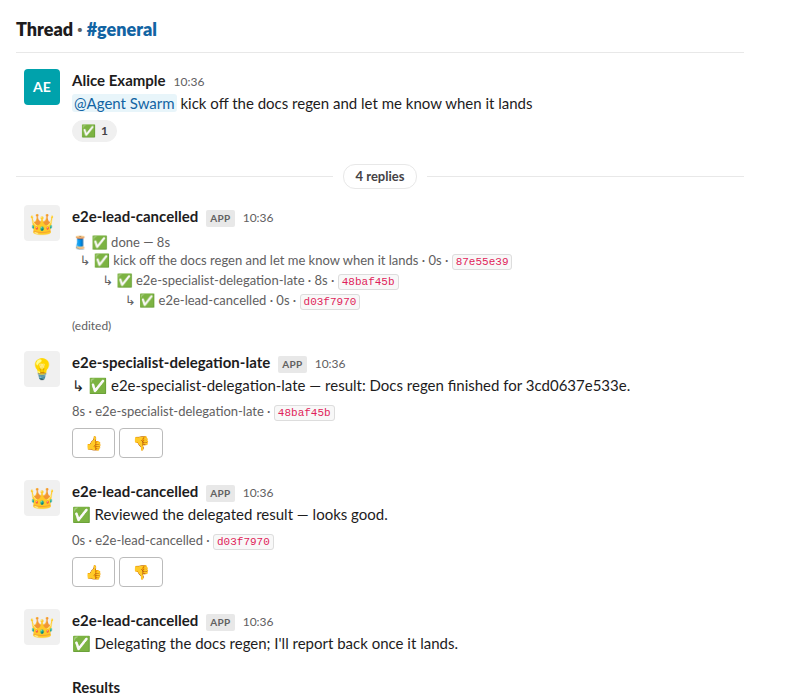 Thread • #general
AE
Alice Example 10:36
@Agent Swarm kick off the docs regen and let me know when it lands
✅ 1
4 replies
e2e-lead-cancelled APP 10:36
🧵 ✅ done — 8s
↳ ✅ kick off the docs regen and let me know when it lands · 0s · 87e55e39
↳ ✅ e2e-specialist-delegation-late · 8s · 48baf45b
↳ ✅ e2e-lead-cancelled · 0s · d03f7970
(edited)
e2e-specialist-delegation-late APP 10:36
↳ ✅ e2e-specialist-delegation-late — result: Docs regen finished for 3cd0637e533e.
8s · e2e-specialist-delegation-late · 48baf45b
👍 👎
e2e-lead-cancelled APP 10:36
✅ Reviewed the delegated result — looks good.
0s · e2e-lead-cancelled · d03f7970
👍 👎
e2e-lead-cancelled APP 10:36
✅ Delegating the docs regen; I'll report back once it lands.
Results